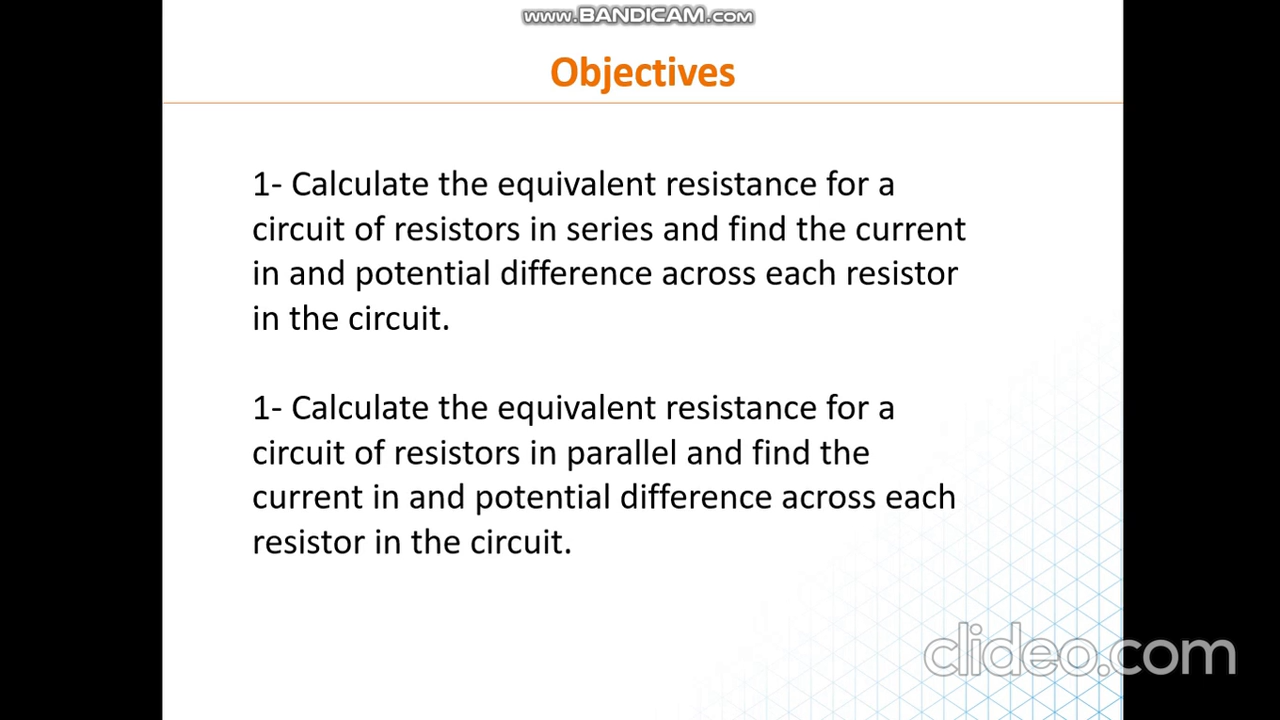 www.BANDICAM.com
Objectives
1- Calculate the equivalent resistance for a
circuit of resistors in series and find the current
in and potential difference across each resistor
in the circuit.
1- Calculate the equivalent resistance for a
circuit of resistors in parallel and find the
current in and potential difference across each
resistor in the circuit.
clideo.com